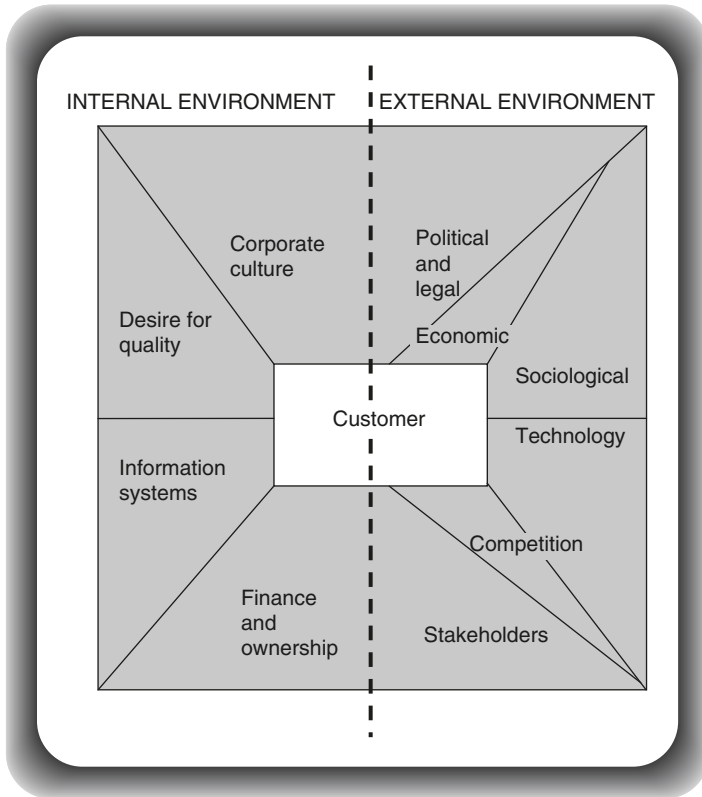 INTERNAL ENVIRONMENT
EXTERNAL ENVIRONMENT
Corporate
culture
Political
and
legal
Desire for
quality
Economic
Sociological
Customer
Technology
Information
systems
Competition
Finance
and
ownership
Stakeholders